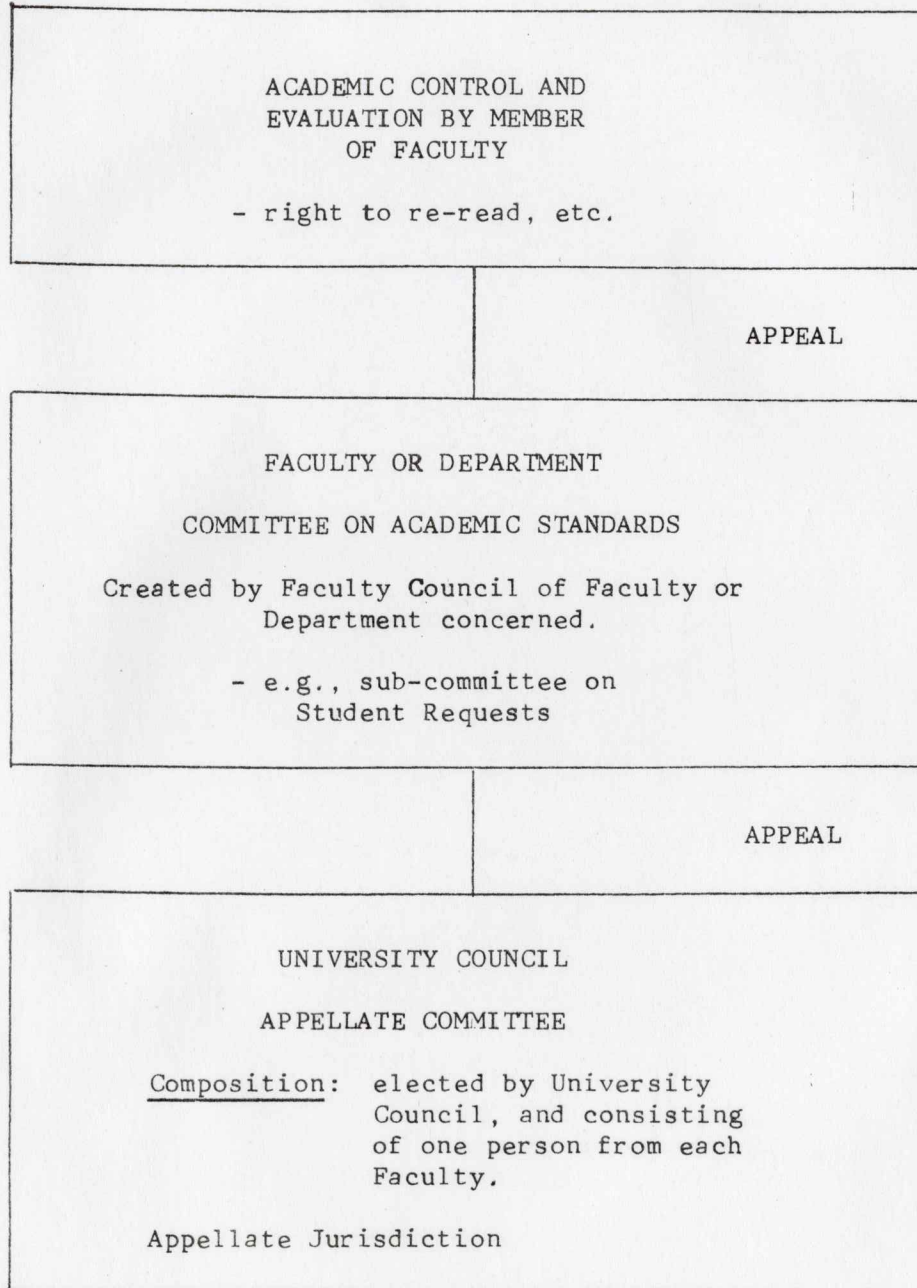 ACADEMIC CONTROL AND
EVALUATION BY MEMBER
OF FACULTY
- right to re-read, etc.
APPEAL
FACULTY OR DEPARTMENT
COMMITTEE ON ACADEMIC STANDARDS
Created by Faculty Council of Faculty or
Department concerned.
- e.g., sub-committee on
Student Requests
APPEAL
UNIVERSITY COUNCIL
APPELLATE COMMITTEE
Composition: elected by University
Council, and consisting
of one person from each
Faculty.
Appellate Jurisdiction